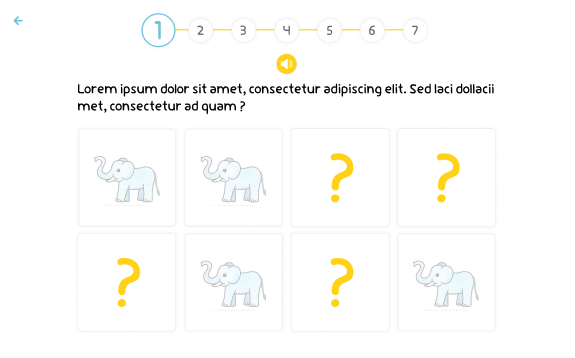 1 2 3 4 5 6 7
Lorem ipsum dolor sit amet, consectetur adipiscing elit. Sed laci dollacii
met, consectetur ad quam ?
? ?
? ?